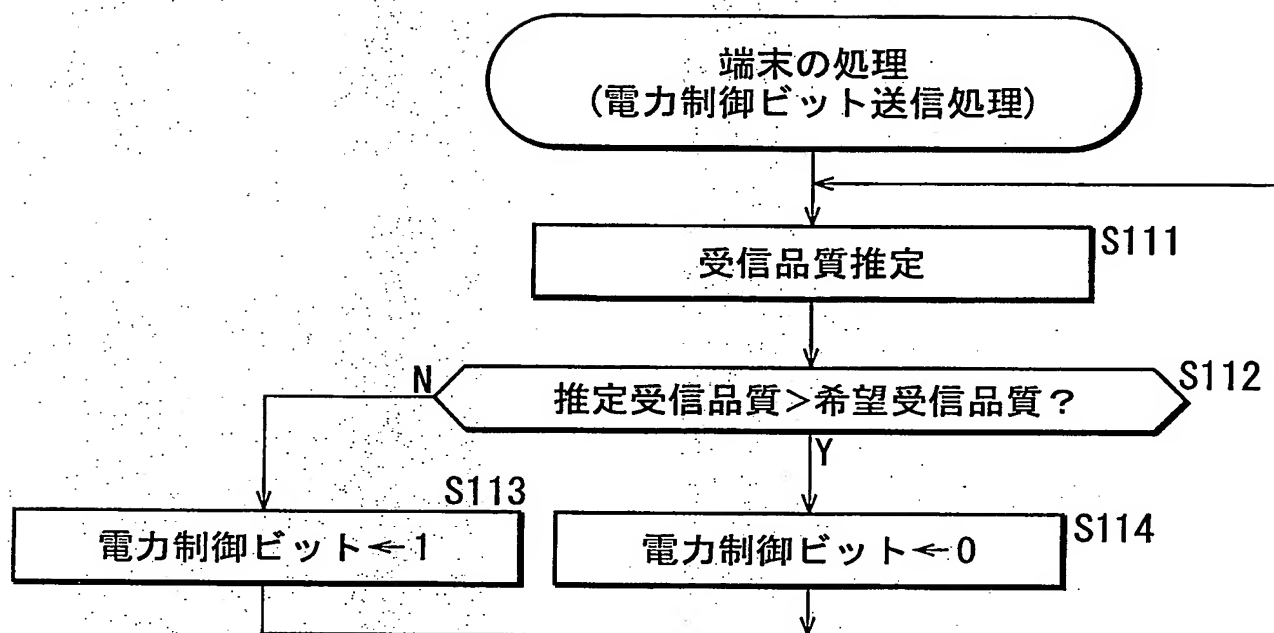 端末の処理
(電力制御ビット送信処理)
受信品質推定
S111
推定受信品質>希望受信品質?
S112
N
Y
S113
電力制御ビット←1
S114
電力制御ビット←0